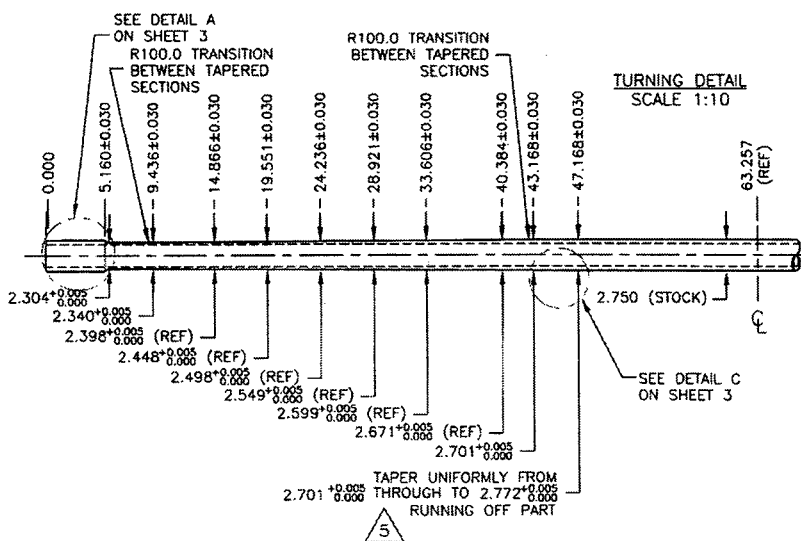 SEE DETAIL A
ON SHEET 3
R100.0 TRANSITION
BETWEEN TAPERED
SECTIONS
R100.0 TRANSITION
BETWEEN TAPERED
SECTIONS
TURNING DETAIL
SCALE 1:10
0.000
5.160±0.030
9.436±0.030
14.866±0.030
19.551±0.030
24.236±0.030
28.921±0.030
33.606±0.030
40.384±0.030
43.168±0.030
47.168±0.030
63.257
(REF)
2.304 +0.005 0.000
2.340 +0.005 0.000
2.398 +0.005 0.000 (REF)
2.448 +0.005 0.000 (REF)
2.498 +0.005 0.000 (REF)
2.549 +0.005 0.000 (REF)
2.599 +0.005 0.000 (REF)
2.671 +0.005 0.000 (REF)
2.701 +0.005 0.000
2.750 (STOCK)
℄
SEE DETAIL C
ON SHEET 3
TAPER UNIFORMLY FROM
2.701 +0.005 0.000 THROUGH TO 2.772 +0.005 0.000
RUNNING OFF PART
5